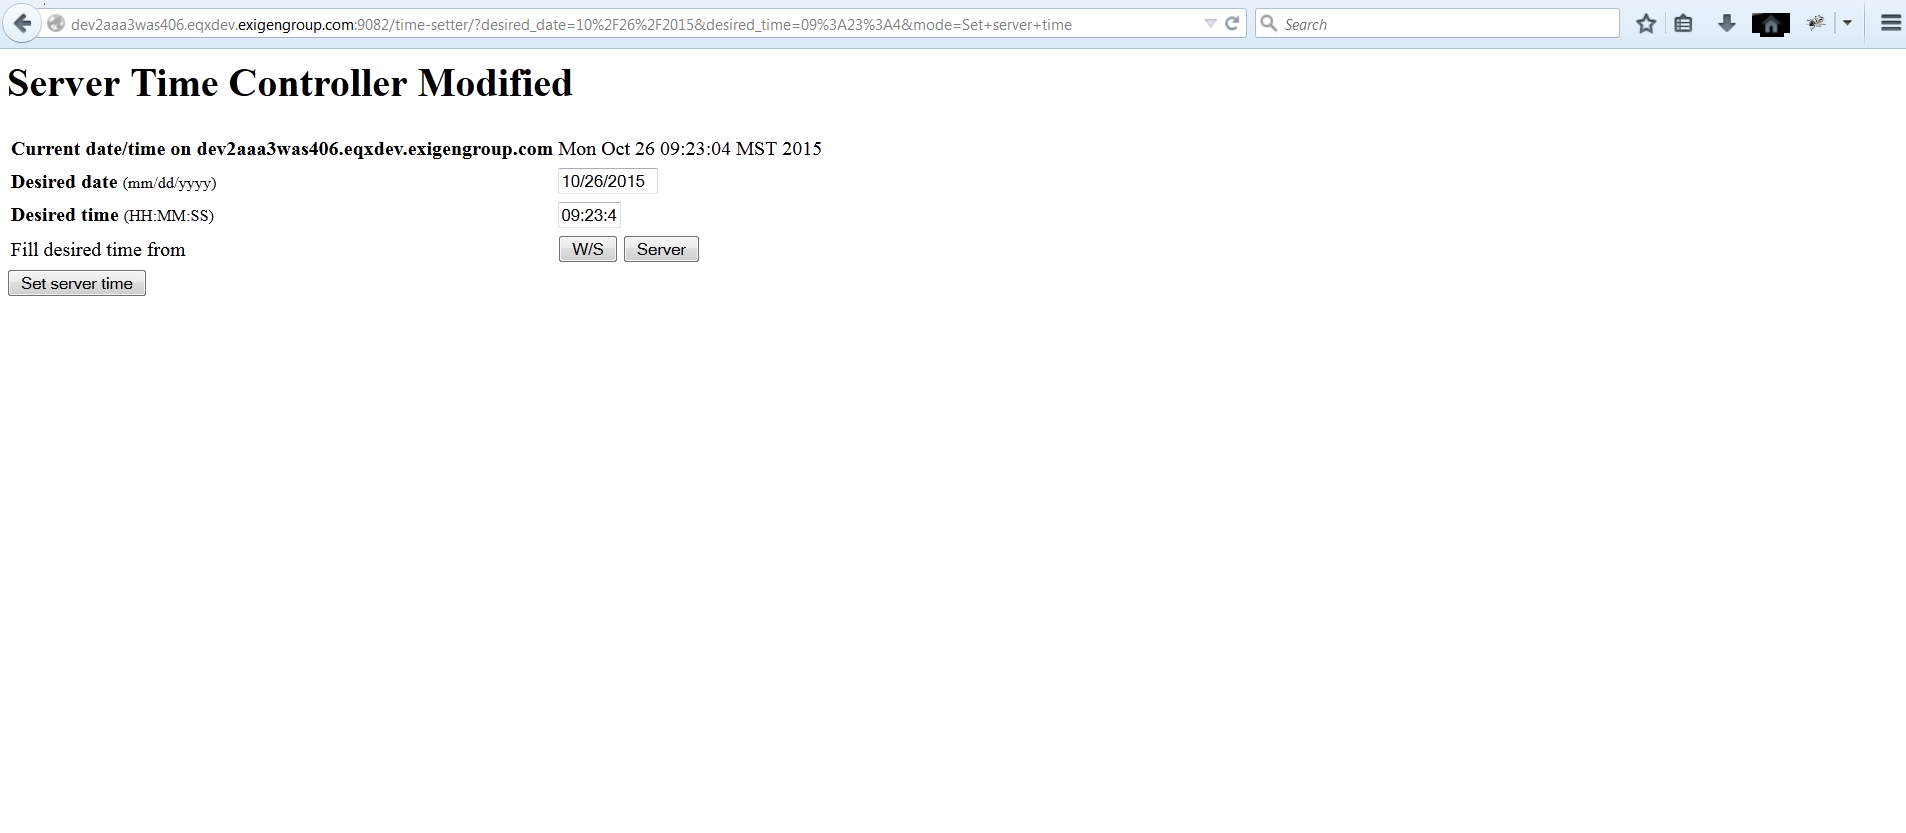 dev2aaa3was406.eqxdev.exigengroup.com:9082/time-setter/?desired_date=10%2F26%2F2015&desired_time=09%3A23%3A4&mode=Set+server+time
Search
Server Time Controller Modified
Current date/time on dev2aaa3was406.eqxdev.exigengroup.com Mon Oct 26 09:23:04 MST 2015
Desired date (mm/dd/yyyy) 10/26/2015
Desired time (HH:MM:SS) 09:23:4
Fill desired time from W/S Server
Set server time